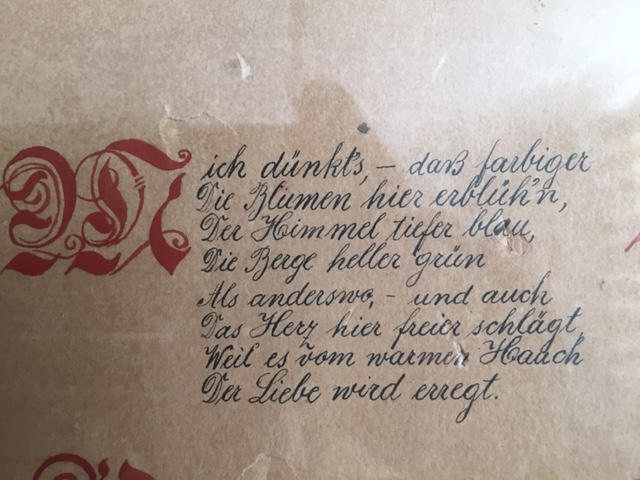 Mich dünkt's, – daß farbiger
Die Blumen hier erblüh'n,
Der Himmel tiefer blau,
Die Berge heller grün
Als anderswo, - und auch
Das Herz hier freier schlägt,
Weil es vom warmen Hauch
Der Liebe wird erregt.